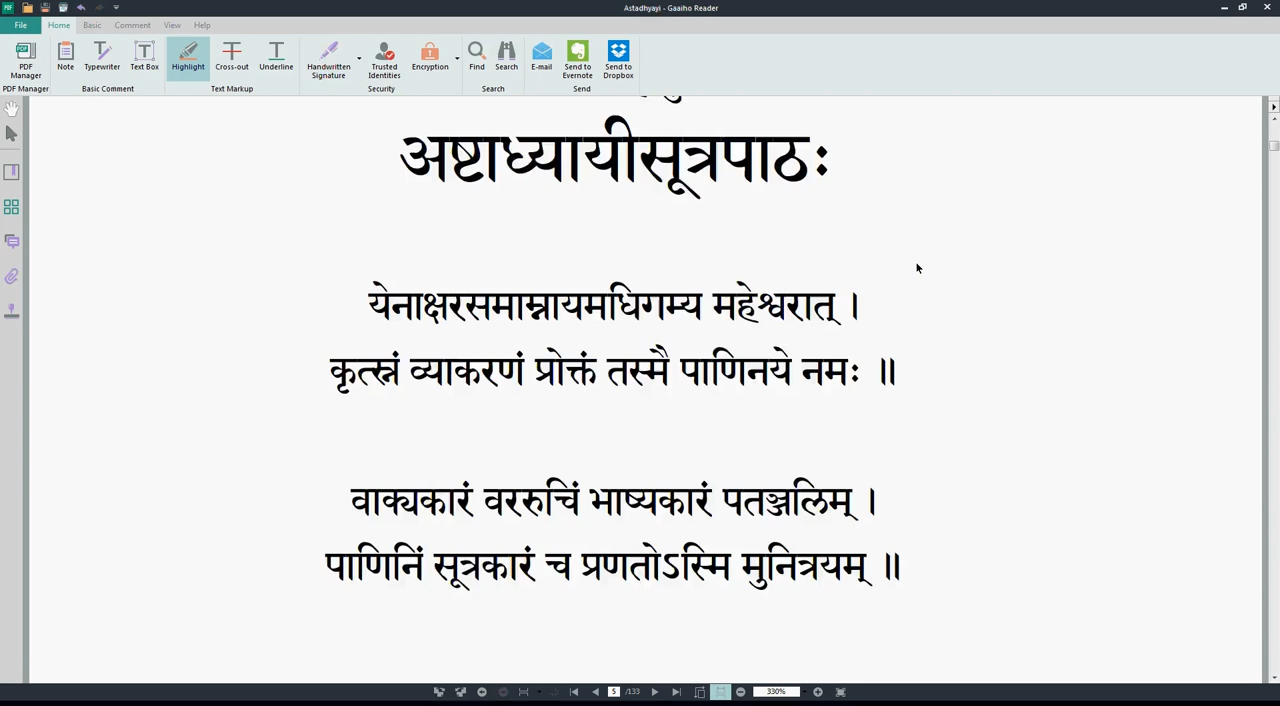 Astadhyayi - Gaaiho Reader
File Home Basic Comment View Help
PDF Manager Note Typewriter Text Box Highlight Cross-out Underline Handwritten Signature Trusted Identities Encryption Find Search E-mail Send to Evernote Send to Dropbox
PDF Manager Basic Comment Text Markup Security Search Send
अष्टाध्यायीसूत्रपाठः
येनाक्षरसमाम्नायमधिगम्य महेश्वरात् ।
कृत्स्नं व्याकरणं प्रोक्तं तस्मै पाणिनये नमः ॥
वाक्यकारं वररुचिं भाष्यकारं पतञ्जलिम् ।
पाणिनिं सूत्रकारं च प्रणतोऽस्मि मुनित्रयम् ॥
5 /133 330%